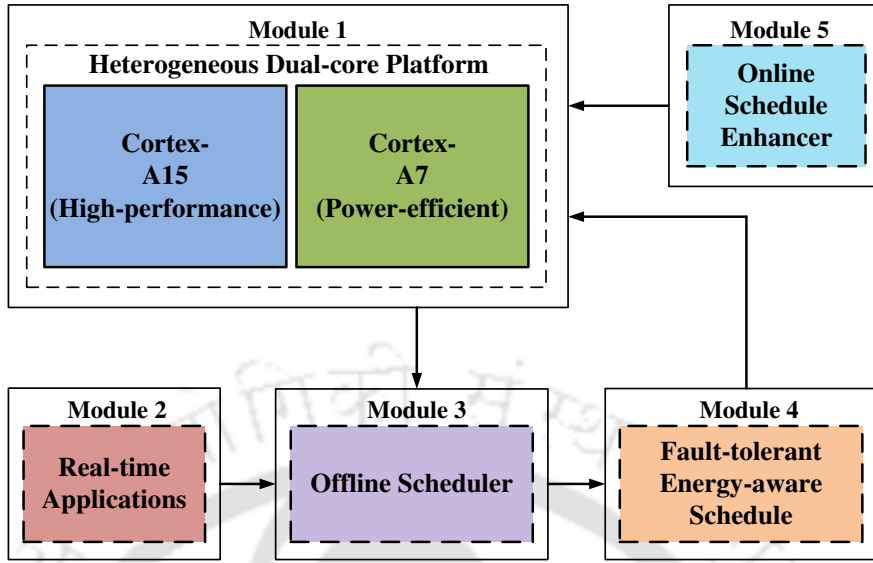 Module 1
Heterogeneous Dual-core Platform
Cortex-
A15
(High-performance)
Cortex-
A7
(Power-efficient)
Module 5
Online
Schedule
Enhancer
Module 2
Real-time
Applications
Module 3
Offline Scheduler
Module 4
Fault-tolerant
Energy-aware
Schedule